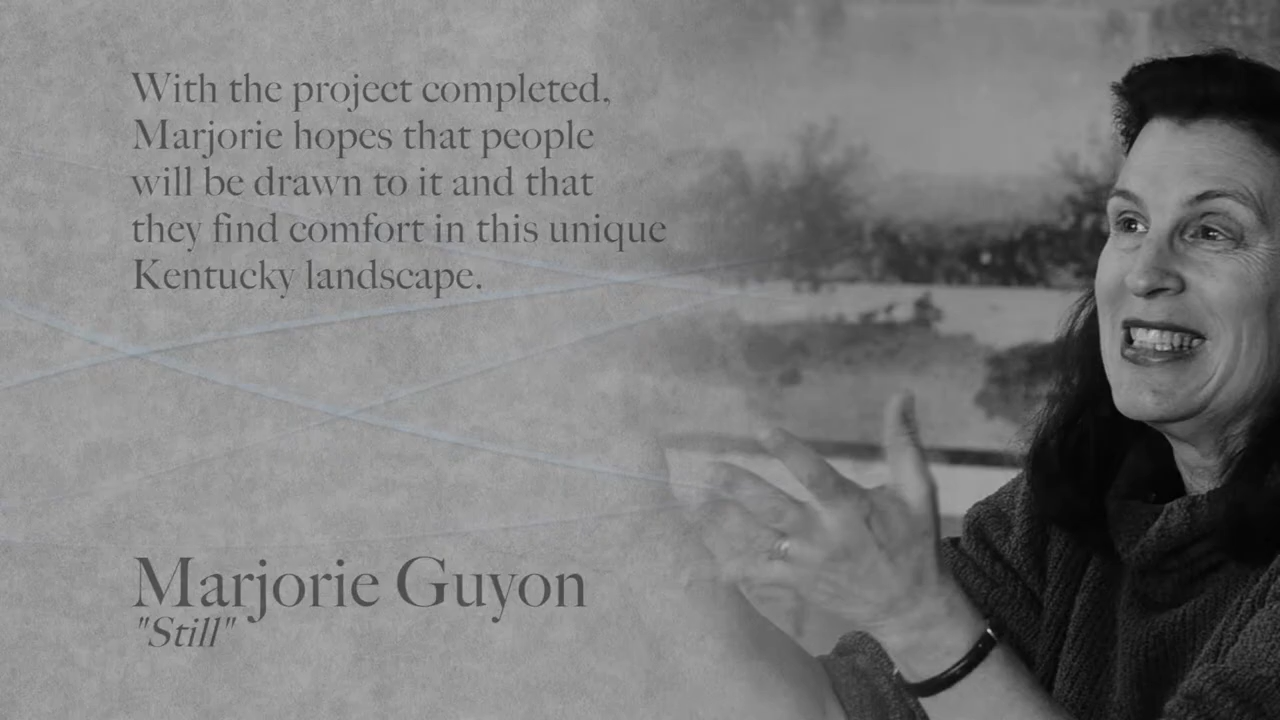 With the project completed,
Marjorie hopes that people
will be drawn to it and that
they find comfort in this unique
Kentucky landscape.
Marjorie Guyon
"Still"